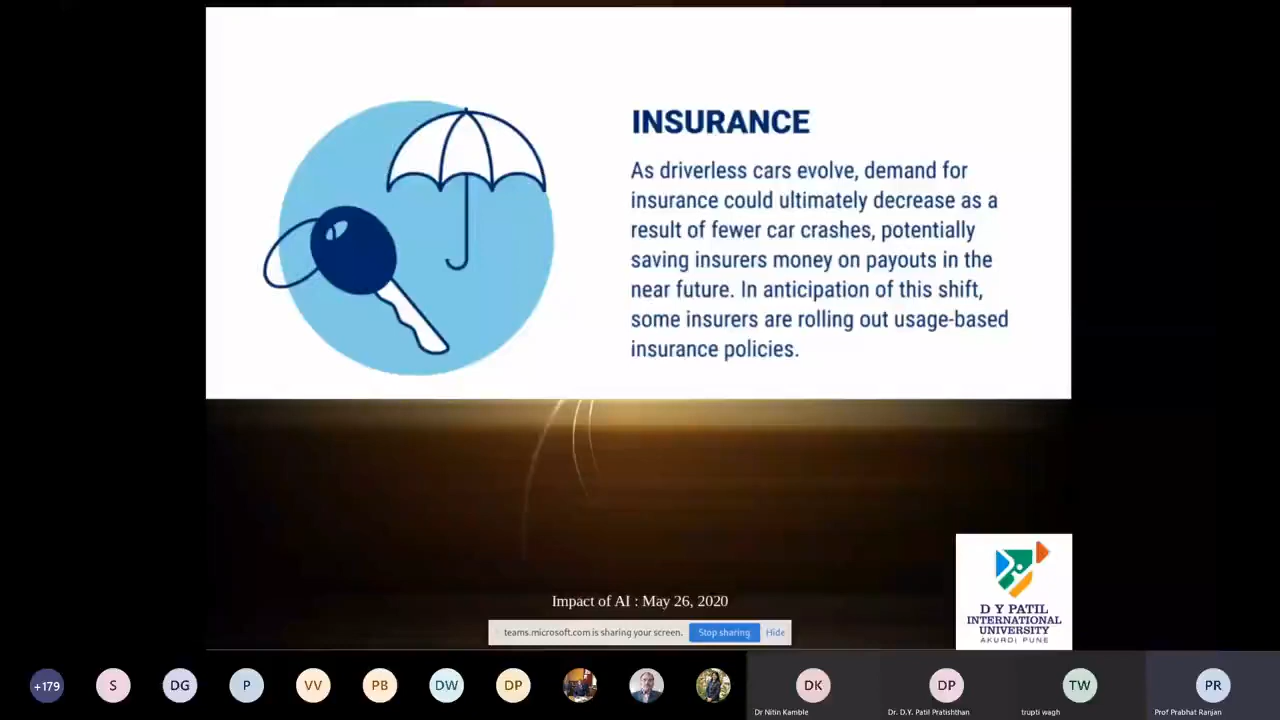 INSURANCE
As driverless cars evolve, demand for
insurance could ultimately decrease as a
result of fewer car crashes, potentially
saving insurers money on payouts in the
near future. In anticipation of this shift,
some insurers are rolling out usage-based
insurance policies.
Impact of AI : May 26, 2020
teams.microsoft.com is sharing your screen. Stop sharing Hide
D Y PATIL
INTERNATIONAL
UNIVERSITY
AKURDI PUNE
+179 S DG P VV PB DW DP DK DP TW PR
Dr Nitin Kamble Dr. D.Y. Patil Pratishthan trupti wagh Prof Prabhat Ranjan